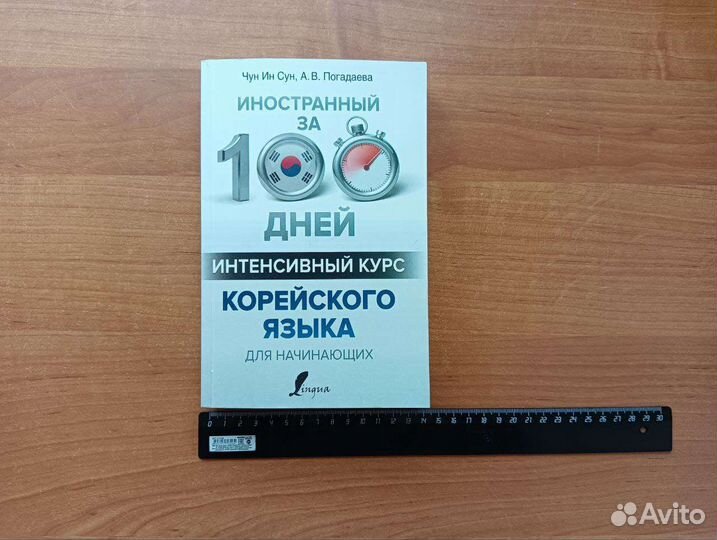 Чун Ин Сун, А. В. Погадаева
ИНОСТРАННЫЙ
ЗА
100
ДНЕЙ
ИНТЕНСИВНЫЙ КУРС
КОРЕЙСКОГО
ЯЗЫКА
ДЛЯ НАЧИНАЮЩИХ
Lingua
0 1 2 3 4 5 6 7 8 9 10 11 12 13 14 15 16 17 18 19 20 21 22 23 24 25 26 27 28 29 30
Avito